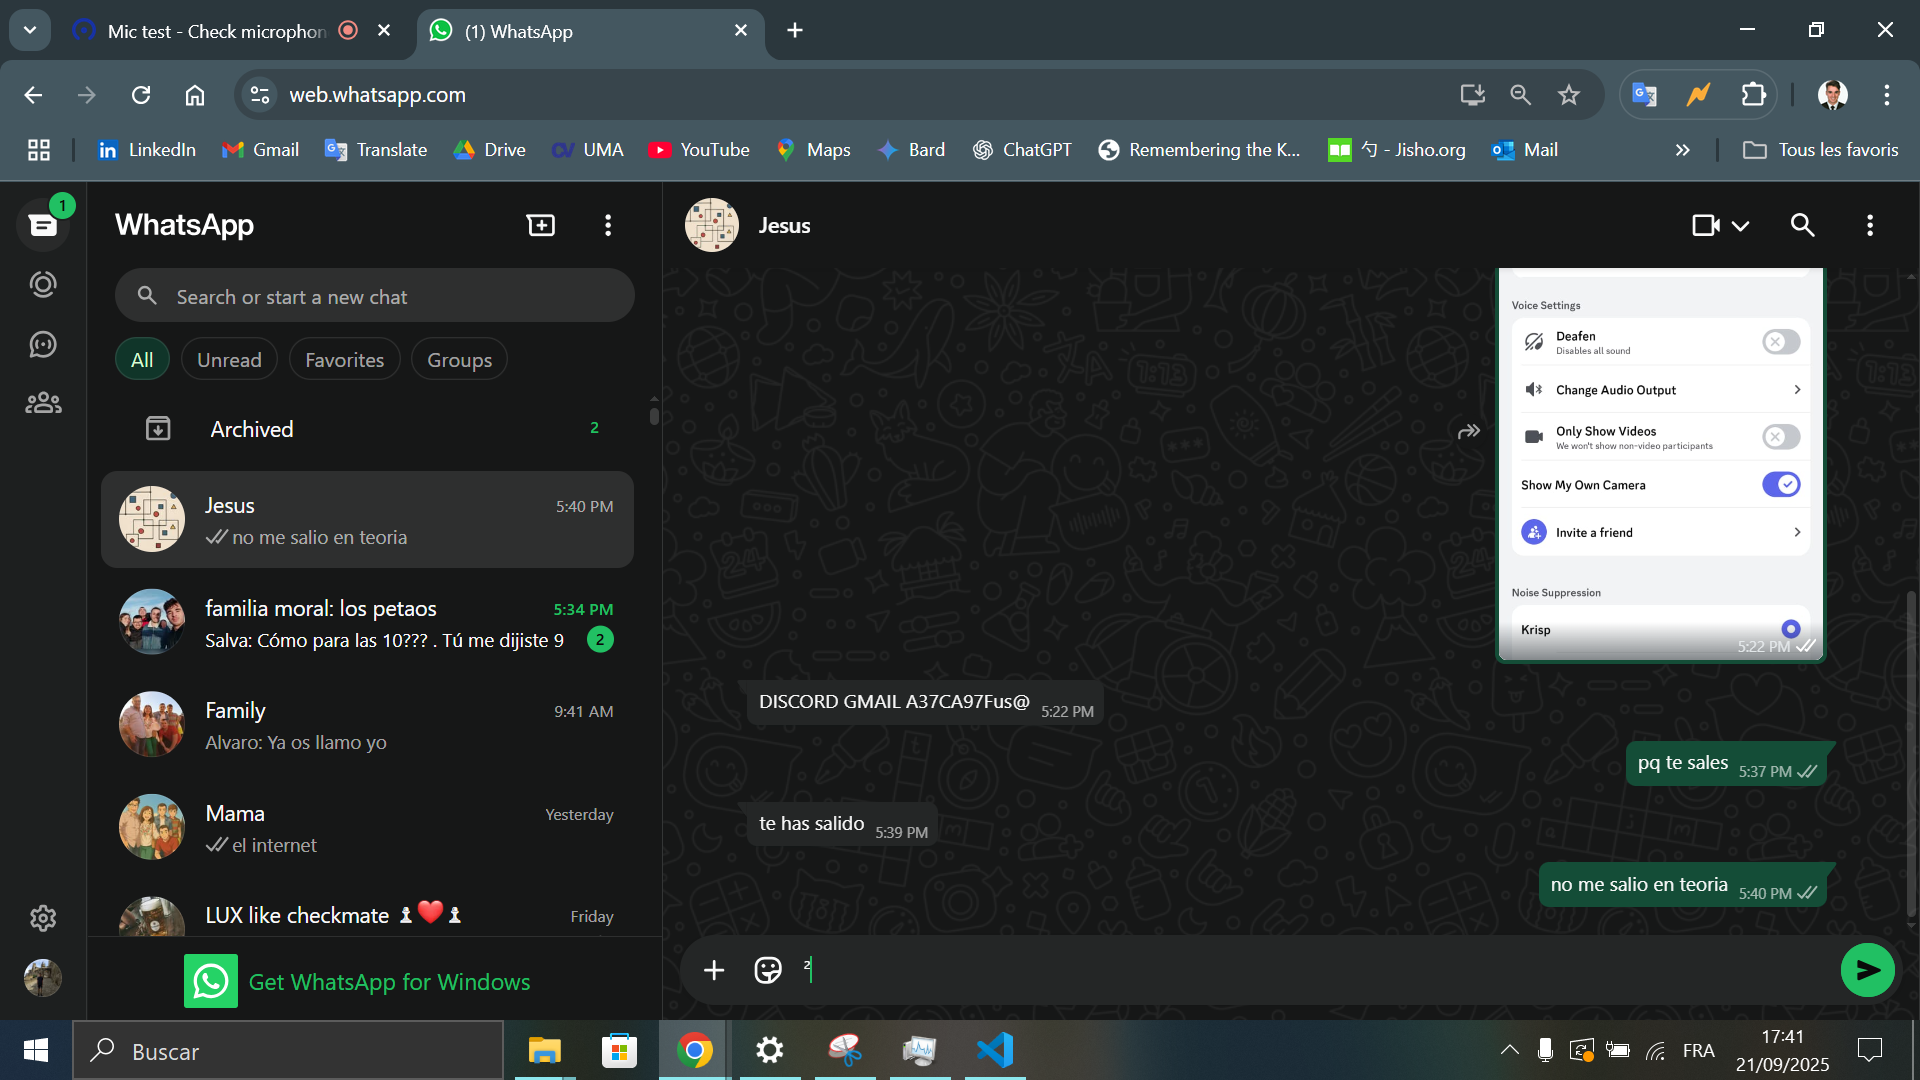 Mic test - Check microphon
(1) WhatsApp
web.whatsapp.com
LinkedIn
Gmail
Translate
Drive
UMA
YouTube
Maps
Bard
ChatGPT
Remembering the K...
勺 - Jisho.org
Mail
Tous les favoris
1
WhatsApp
Search or start a new chat
All
Unread
Favorites
Groups
Archived
2
Jesus
5:40 PM
no me salio en teoria
familia moral: los petaos
5:34 PM
Salva: Cómo para las 10??? . Tú me dijiste 9
2
Family
9:41 AM
Alvaro: Ya os llamo yo
Mama
Yesterday
el internet
LUX like checkmate ♟️❤️♟️
Friday
Get WhatsApp for Windows
Jesus
Voice Settings
Deafen
Disables all sound
Change Audio Output
Only Show Videos
We won't show non-video participants
Show My Own Camera
Invite a friend
Noise Suppression
Krisp
5:22 PM
DISCORD GMAIL A37CA97Fus@
5:22 PM
pq te sales
5:37 PM
te has salido
5:39 PM
no me salio en teoria
5:40 PM
²
Buscar
FRA
17:41
21/09/2025